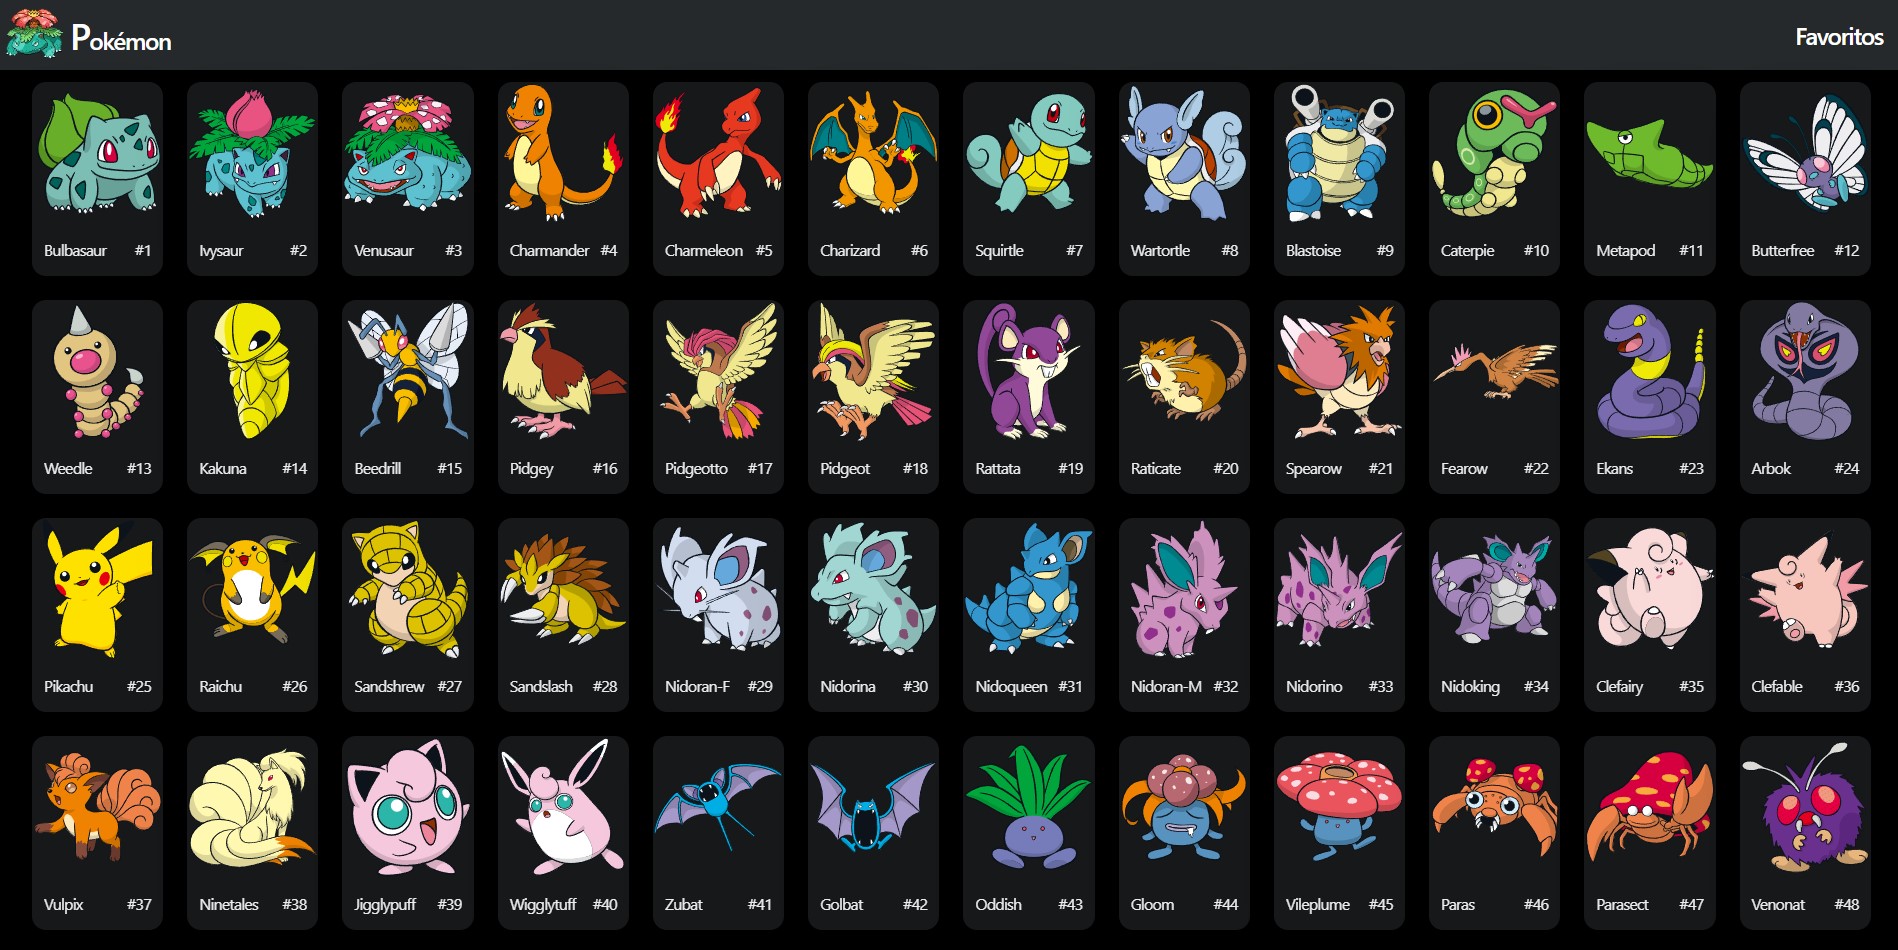 Pokémon Favoritos
Bulbasaur #1 Ivysaur #2 Venusaur #3 Charmander #4 Charmeleon #5 Charizard #6 Squirtle #7 Wartortle #8 Blastoise #9 Caterpie #10 Metapod #11 Butterfree #12
Weedle #13 Kakuna #14 Beedrill #15 Pidgey #16 Pidgeotto #17 Pidgeot #18 Rattata #19 Raticate #20 Spearow #21 Fearow #22 Ekans #23 Arbok #24
Pikachu #25 Raichu #26 Sandshrew #27 Sandslash #28 Nidoran-F #29 Nidorina #30 Nidoqueen #31 Nidoran-M #32 Nidorino #33 Nidoking #34 Clefairy #35 Clefable #36
Vulpix #37 Ninetales #38 Jigglypuff #39 Wigglytuff #40 Zubat #41 Golbat #42 Oddish #43 Gloom #44 Vileplume #45 Paras #46 Parasect #47 Venonat #48